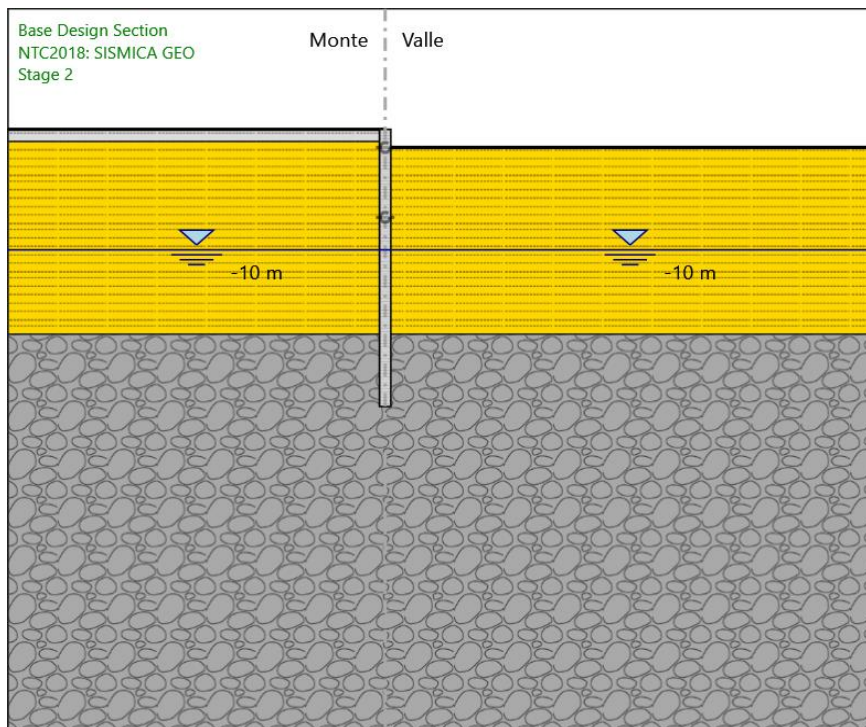 Base Design Section
NTC2018: SISMICA GEO
Stage 2
Monte
Valle
-10 m
-10 m